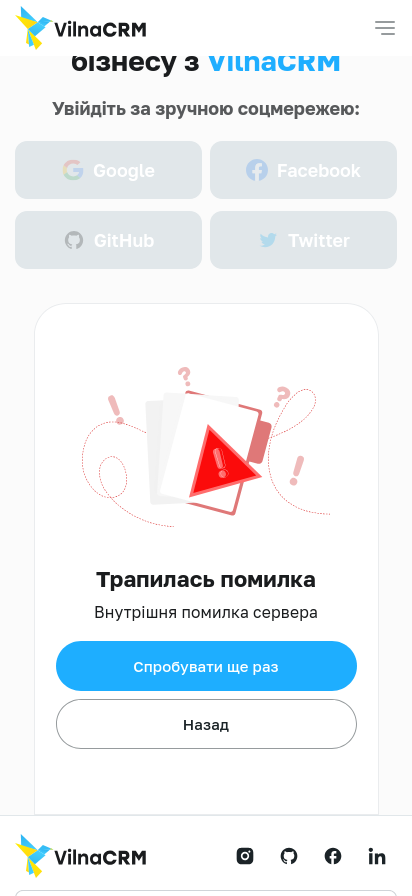 VilnaCRM
бізнесу з VilnaCRM
Увійдіть за зручною соцмережею:
Google
Facebook
GitHub
Twitter
Трапилась помилка
Внутрішня помилка сервера
Спробувати ще раз
Назад
VilnaCRM